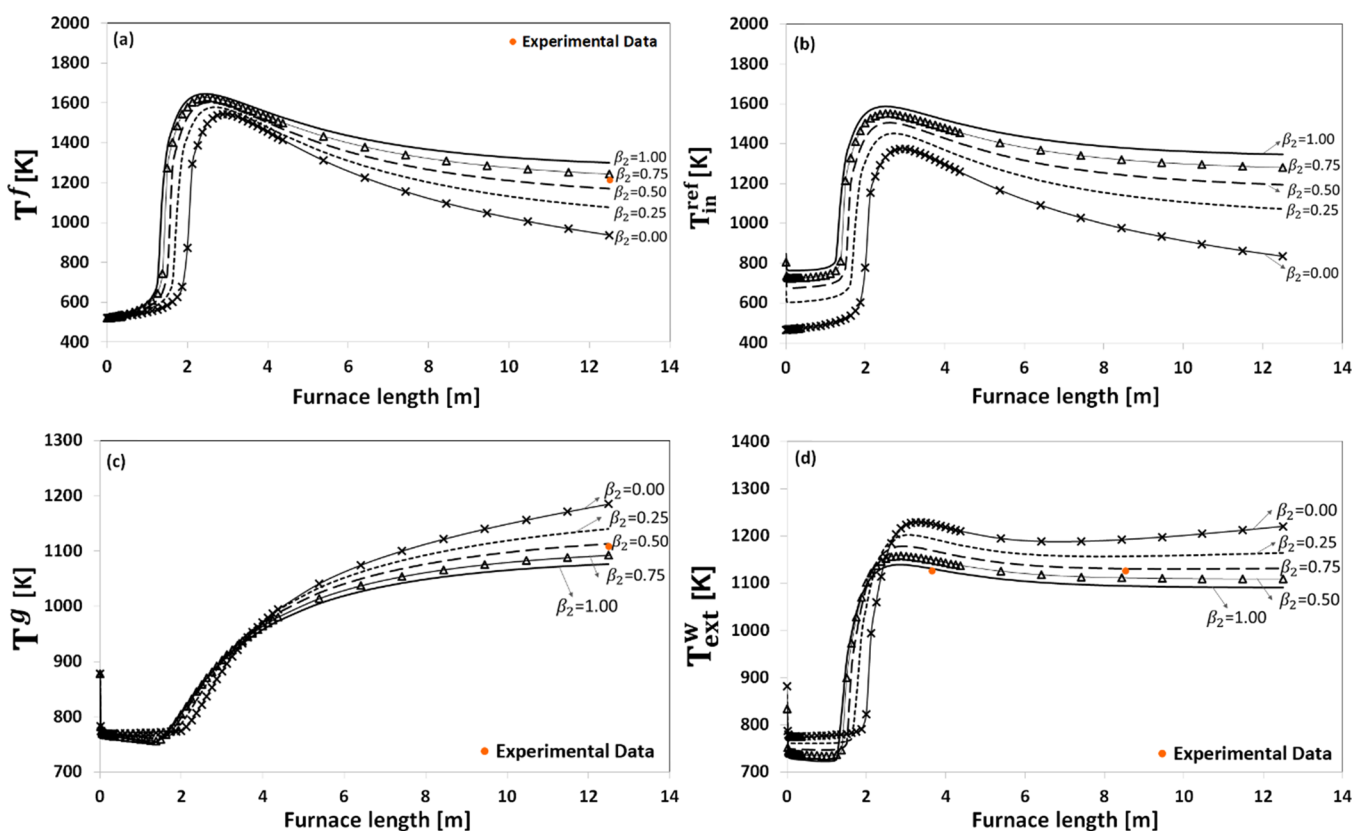 (a)
Experimental Data
2000
1800
1600
1400
1200
1000
800
600
400
T^f [K]
β₂=1.00
β₂=0.75
β₂=0.50
β₂=0.25
β₂=0.00
0 2 4 6 8 10 12 14
Furnace length [m]
(b)
2000
1800
1600
1400
1200
1000
800
600
400
T_in^ref [K]
β₂=1.00
β₂=0.75
β₂=0.50
β₂=0.25
β₂=0.00
0 2 4 6 8 10 12 14
Furnace length [m]
(c)
1300
1200
1100
1000
900
800
700
T^g [K]
β₂=0.00
β₂=0.25
β₂=0.50
β₂=0.75
β₂=1.00
Experimental Data
0 2 4 6 8 10 12 14
Furnace length [m]
(d)
1400
1300
1200
1100
1000
900
800
700
T_ext^w [K]
β₂=0.00
β₂=0.25
β₂=0.75
β₂=0.50
β₂=1.00
Experimental Data
0 2 4 6 8 10 12 14
Furnace length [m]